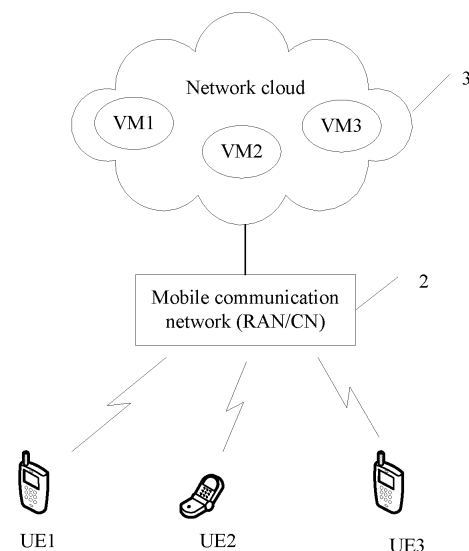 Network cloud
3
VM1
VM2
VM3
2
Mobile communication
network (RAN/CN)
UE1
UE2
UE3